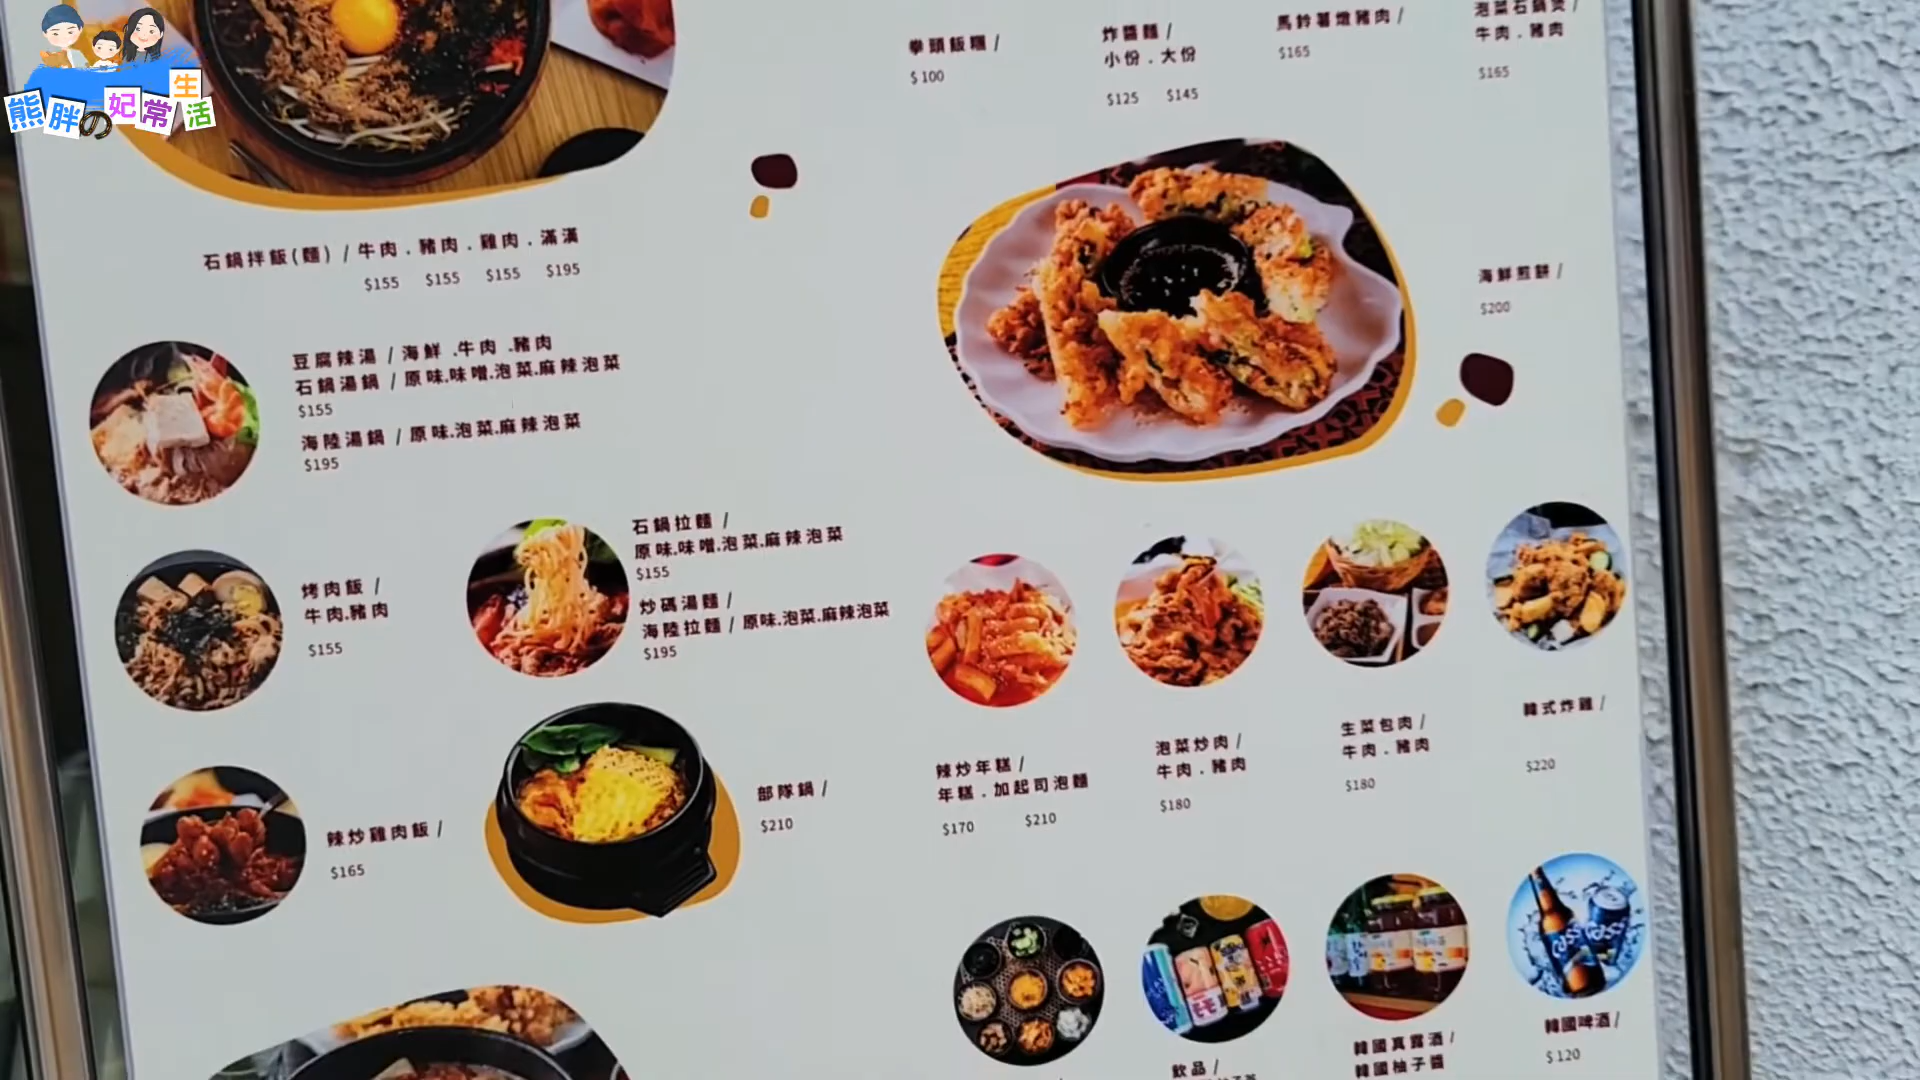 熊胖の妃常生活
拳頭飯糰 /
$100
炸醬麵 /
小份 . 大份
$125 $145
馬鈴薯燉豬肉 /
$165
泡菜石鍋煲 /
牛肉 . 豬肉
$165
石鍋拌飯(麵) / 牛肉 . 豬肉 . 雞肉 . 滿漢
$155 $155 $155 $195
海鮮煎餅 /
$200
豆腐辣湯 / 海鮮 .牛肉 .豬肉
石鍋湯鍋 / 原味.味噌.泡菜.麻辣泡菜
$155
海陸湯鍋 / 原味.泡菜.麻辣泡菜
$195
烤肉飯 /
牛肉.豬肉
$155
石鍋拉麵 /
原味.味噌.泡菜.麻辣泡菜
$155
炒碼湯麵 /
海陸拉麵 / 原味.泡菜.麻辣泡菜
$195
辣炒雞肉飯 /
$165
部隊鍋 /
$210
辣炒年糕 /
年糕 . 加起司泡麵
$170 $210
泡菜炒肉 /
牛肉 . 豬肉
$180
生菜包肉 /
牛肉 . 豬肉
$180
韓式炸雞 /
$220
飲品 /
韓國真露酒 /
韓國柚子醬
韓國啤酒 /
$120